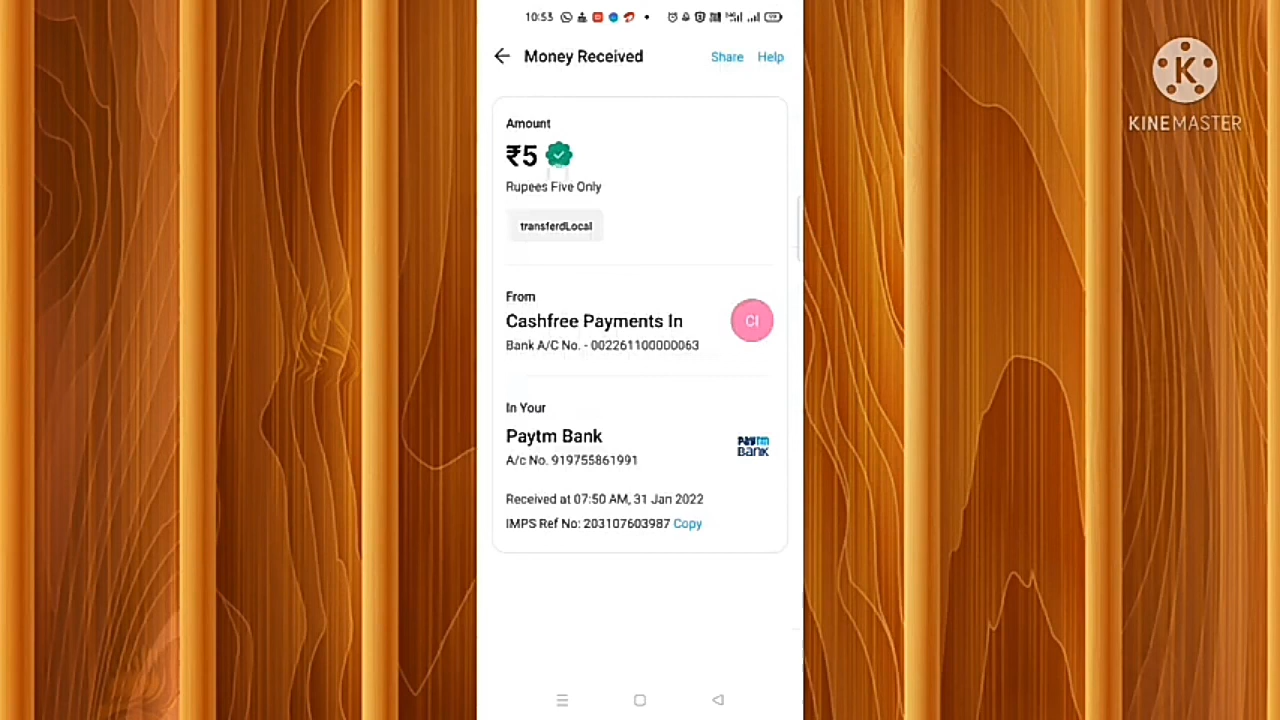 10:53
Money Received
Share Help
KINEMASTER
Amount
₹5
Rupees Five Only
transferdLocal
From
Cashfree Payments In
CI
Bank A/C No. - 002261100000063
In Your
Paytm Bank
Paytm BANK
A/c No. 919755861991
Received at 07:50 AM, 31 Jan 2022
IMPS Ref No: 203107603987 Copy